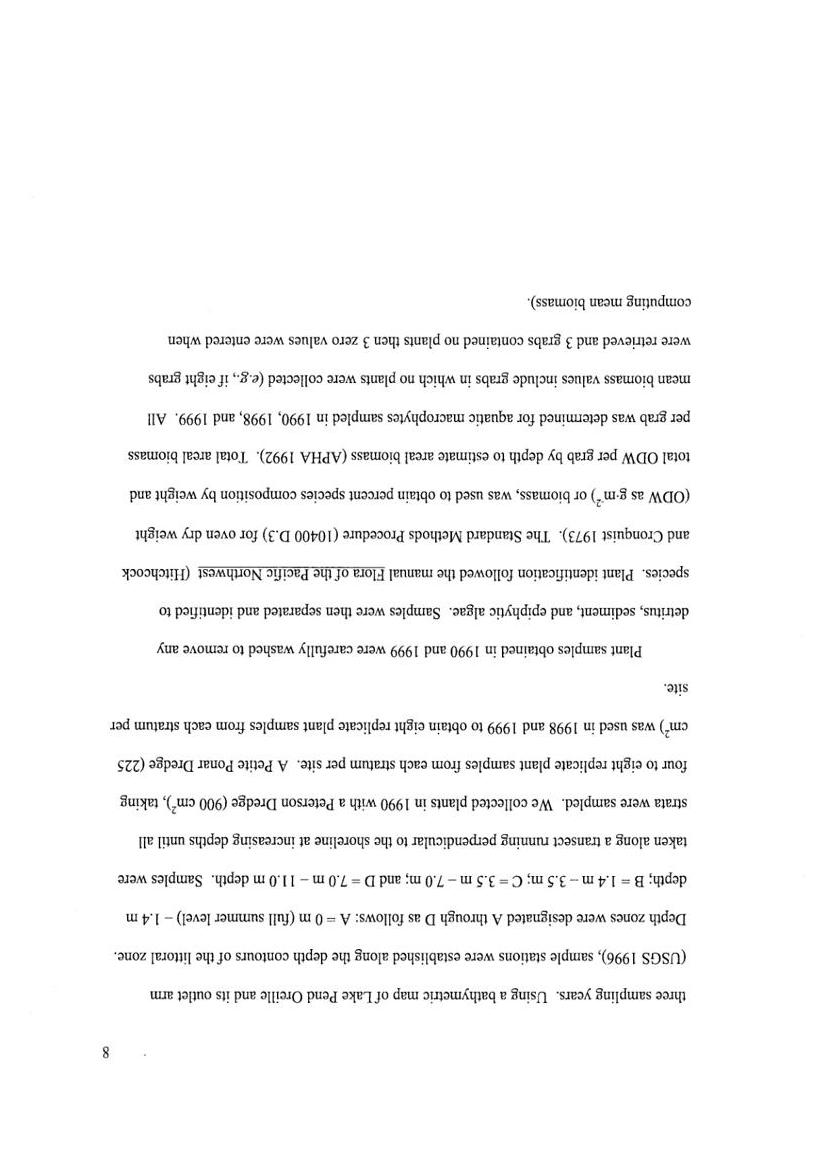 8
three sampling years. Using a bathymetric map of Lake Pend Oreille and its outlet arm
(USGS 1996), sample stations were established along the depth contours of the littoral zone.
Depth zones were designated A through D as follows: A = 0 m (full summer level) – 1.4 m
depth; B = 1.4 m – 3.5 m; C = 3.5 m – 7.0 m; and D = 7.0 m – 11.0 m depth. Samples were
taken along a transect running perpendicular to the shoreline at increasing depths until all
strata were sampled. We collected plants in 1990 with a Peterson Dredge (900 cm²), taking
four to eight replicate plant samples from each stratum per site. A Petite Ponar Dredge (225
cm²) was used in 1998 and 1999 to obtain eight replicate plant samples from each stratum per
site.
Plant samples obtained in 1990 and 1999 were carefully washed to remove any
detritus, sediment, and epiphytic algae. Samples were then separated and identified to
species. Plant identification followed the manual Flora of the Pacific Northwest (Hitchcock
and Cronquist 1973). The Standard Methods Procedure (10400 D.3) for oven dry weight
(ODW as g·m⁻²) or biomass, was used to obtain percent species composition by weight and
total ODW per grab by depth to estimate areal biomass (APHA 1992). Total areal biomass
per grab was determined for aquatic macrophytes sampled in 1990, 1998, and 1999. All
mean biomass values include grabs in which no plants were collected (e.g., if eight grabs
were retrieved and 3 grabs contained no plants then 3 zero values were entered when
computing mean biomass).